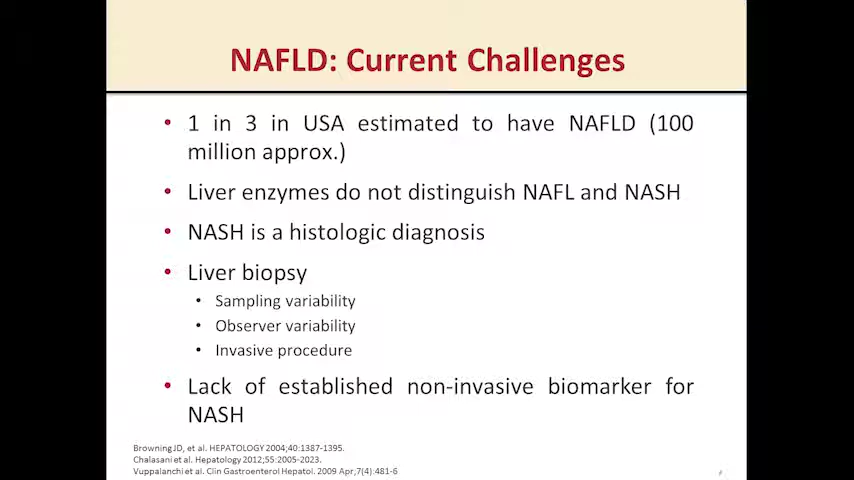 NAFLD: Current Challenges
• 1 in 3 in USA estimated to have NAFLD (100
million approx.)
• Liver enzymes do not distinguish NAFL and NASH
• NASH is a histologic diagnosis
• Liver biopsy
• Sampling variability
• Observer variability
• Invasive procedure
• Lack of established non-invasive biomarker for
NASH
Browning JD, et al. HEPATOLOGY 2004;40:1387-1395.
Chalasani et al. Hepatology 2012;55:2005-2023.
Vuppalanchi et al. Clin Gastroenterol Hepatol. 2009 Apr;7(4):481-6